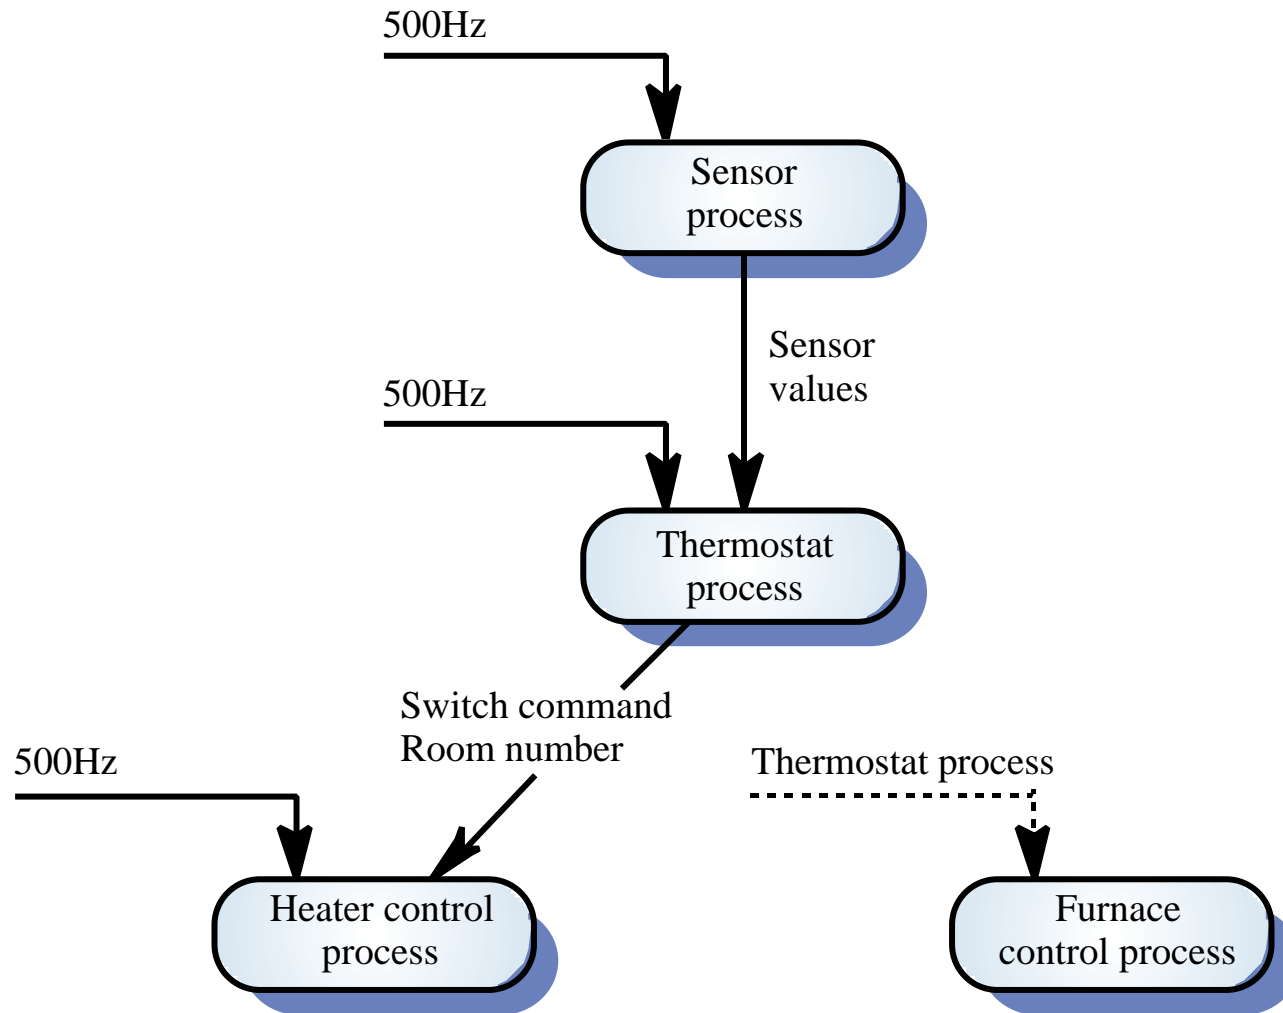 500Hz
Sensor
process
Sensor
values
500Hz
Thermostat
process
Switch command
Room number
500Hz
Thermostat process
Heater control
process
Furnace
control process